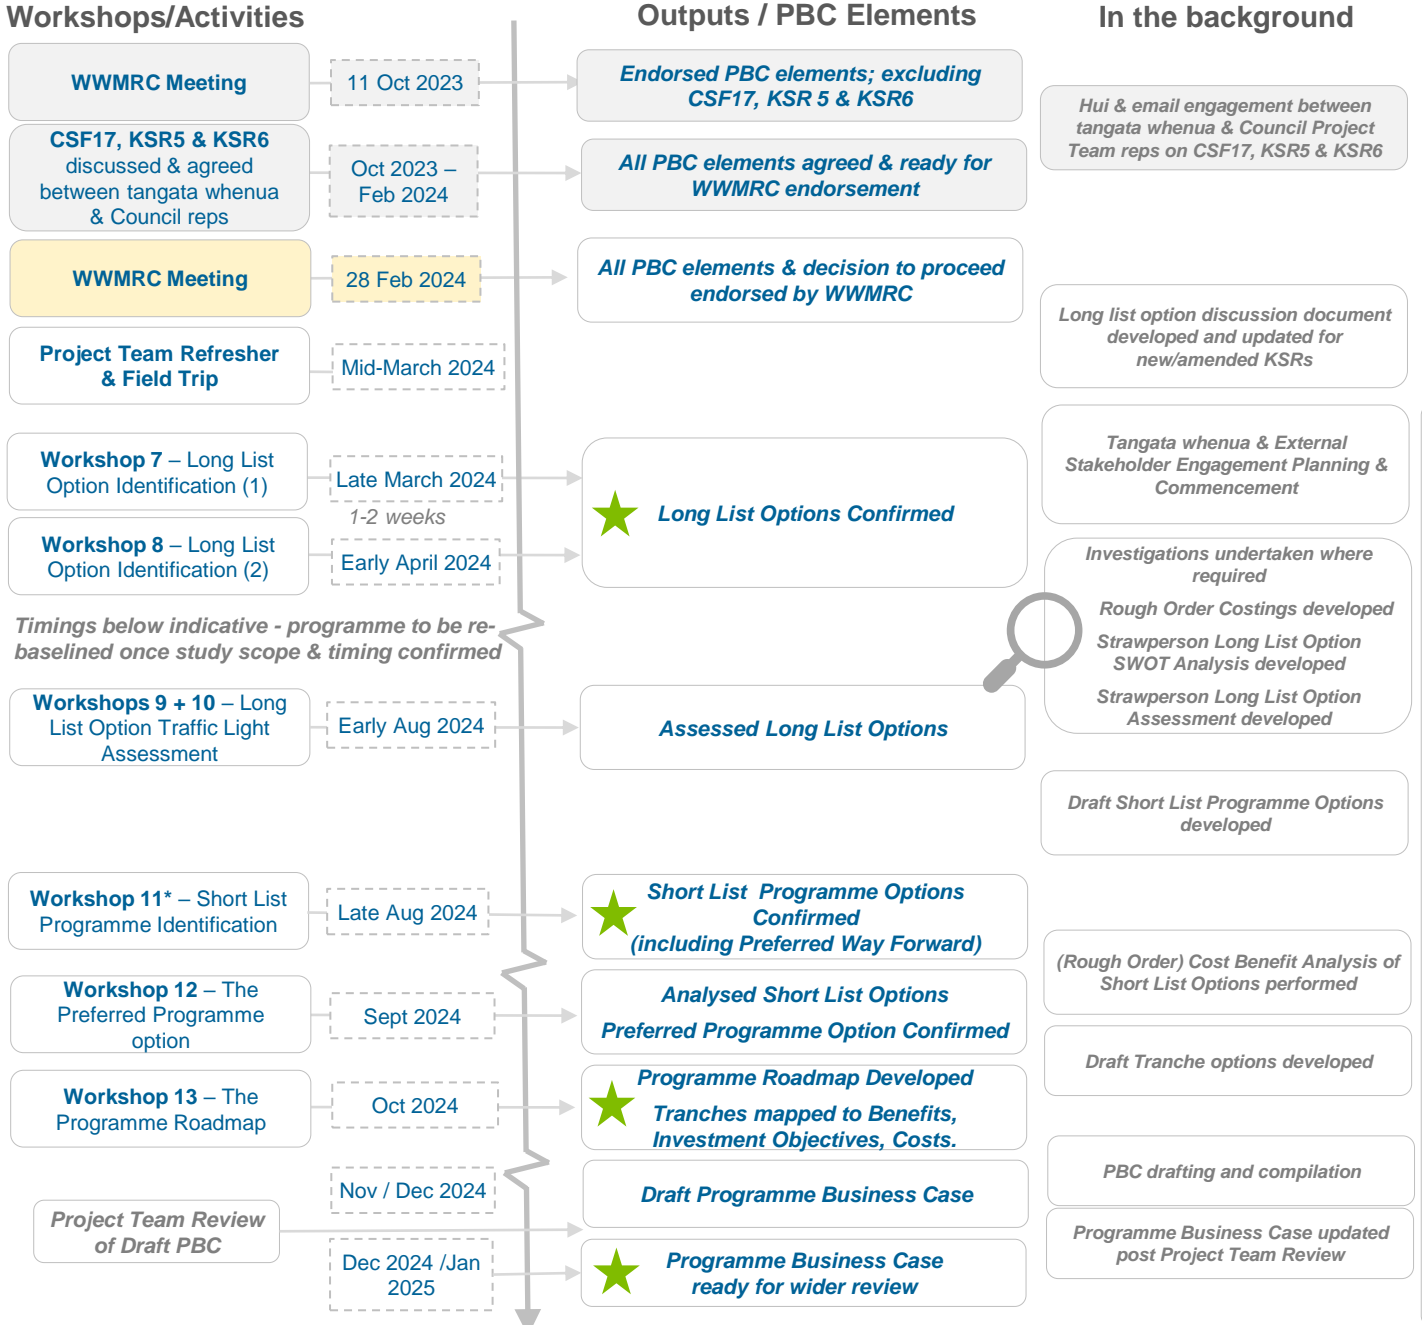 Workshops/Activities
Outputs / PBC Elements
In the background
WWMRC Meeting
11 Oct 2023
Endorsed PBC elements; excluding
CSF17, KSR 5 & KSR6
Hui & email engagement between
tangata whenua & Council Project
Team reps on CSF17, KSR5 & KSR6
CSF17, KSR5 & KSR6
discussed & agreed
between tangata whenua
& Council reps
Oct 2023 –
Feb 2024
All PBC elements agreed & ready for
WWMRC endorsement
WWMRC Meeting
28 Feb 2024
All PBC elements & decision to proceed
endorsed by WWMRC
Long list option discussion document
developed and updated for
new/amended KSRs
Project Team Refresher
& Field Trip
Mid-March 2024
Tangata whenua & External
Stakeholder Engagement Planning &
Commencement
Workshop 7 – Long List
Option Identification (1)
Late March 2024
1-2 weeks
Long List Options Confirmed
Workshop 8 – Long List
Option Identification (2)
Early April 2024
Investigations undertaken where
required
Rough Order Costings developed
Strawperson Long List Option
SWOT Analysis developed
Strawperson Long List Option
Assessment developed
Timings below indicative - programme to be re-
baselined once study scope & timing confirmed
Workshops 9 + 10 – Long
List Option Traffic Light
Assessment
Early Aug 2024
Assessed Long List Options
Draft Short List Programme Options
developed
Workshop 11* – Short List
Programme Identification
Late Aug 2024
Short List Programme Options
Confirmed
(including Preferred Way Forward)
(Rough Order) Cost Benefit Analysis of
Short List Options performed
Workshop 12 – The
Preferred Programme
option
Sept 2024
Analysed Short List Options
Preferred Programme Option Confirmed
Draft Tranche options developed
Workshop 13 – The
Programme Roadmap
Oct 2024
Programme Roadmap Developed
Tranches mapped to Benefits,
Investment Objectives, Costs.
PBC drafting and compilation
Nov / Dec 2024
Draft Programme Business Case
Project Team Review
of Draft PBC
Programme Business Case updated
post Project Team Review
Dec 2024 /Jan
2025
Programme Business Case
ready for wider review